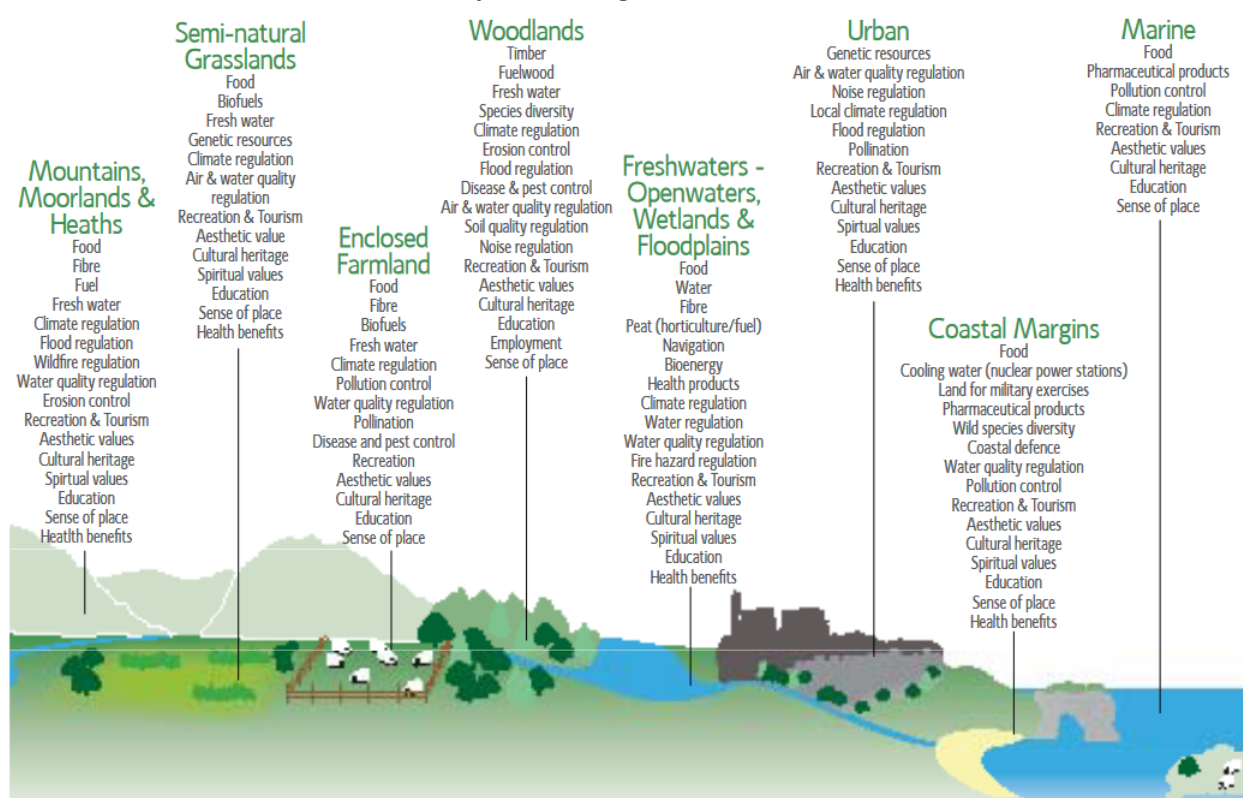 Mountains,
Moorlands &
Heaths
Food
Fibre
Fuel
Fresh water
Climate regulation
Flood regulation
Wildfire regulation
Water quality regulation
Erosion control
Recreation & Tourism
Aesthetic values
Cultural heritage
Spirtual values
Education
Sense of place
Heatlth benefits
Semi-natural
Grasslands
Food
Biofuels
Fresh water
Genetic resources
Climate regulation
Air & water quality
regulation
Recreation & Tourism
Aesthetic value
Cultural heritage
Spiritual values
Education
Sense of place
Health benefits
Enclosed
Farmland
Food
Fibre
Biofuels
Fresh water
Climate regulation
Pollution control
Water quality regulation
Pollination
Disease and pest control
Recreation
Aesthetic values
Cultural heritage
Education
Sense of place
Woodlands
Timber
Fuelwood
Fresh water
Species diversity
Climate regulation
Erosion control
Flood regulation
Disease & pest control
Air & water quality regulation
Soil quality regulation
Noise regulation
Recreation & Tourism
Aesthetic values
Cultural heritage
Education
Employment
Sense of place
Freshwaters -
Openwaters,
Wetlands &
Floodplains
Food
Water
Fibre
Peat (horticulture/fuel)
Navigation
Bioenergy
Health products
Climate regulation
Water regulation
Water quality regulation
Fire hazard regulation
Recreation & Tourism
Aesthetic values
Cultural heritage
Spiritual values
Education
Health benefits
Urban
Genetic resources
Air & water quality regulation
Noise regulation
Local climate regulation
Flood regulation
Pollination
Recreation & Tourism
Aesthetic values
Cultural heritage
Spirtual values
Education
Sense of place
Health benefits
Coastal Margins
Food
Cooling water (nuclear power stations)
Land for military exercises
Pharmaceutical products
Wild species diversity
Coastal defence
Water quality regulation
Pollution control
Recreation & Tourism
Aesthetic values
Cultural heritage
Spiritual values
Education
Sense of place
Health benefits
Marine
Food
Pharmaceutical products
Pollution control
Climate regulation
Recreation & Tourism
Aesthetic values
Cultural heritage
Education
Sense of place